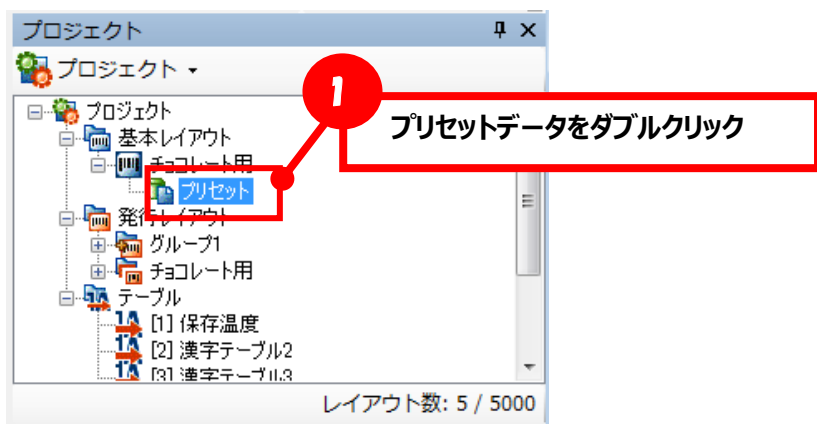 プロジェクト
プロジェクト
1
プリセットデータをダブルクリック
プロジェクト
基本レイアウト
チョコレート用
プリセット
発行レイアウト
グループ1
チョコレート用
テーブル
[1] 保存温度
[2] 漢字テーブル2
[3] 漢字テーブル3
レイアウト数: 5 / 5000